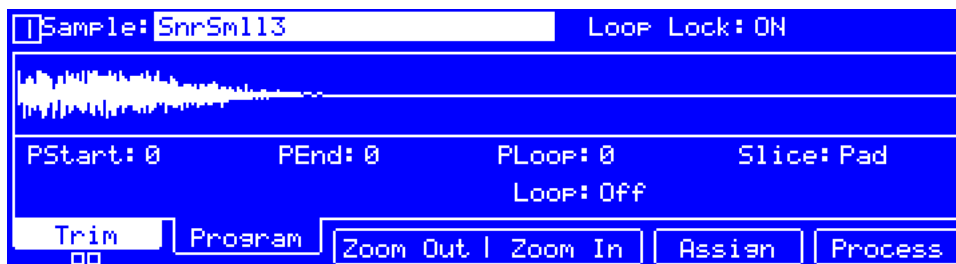 Sample: SnrSmll3 Loop Lock: ON
PStart: 0 PEnd: 0 PLoop: 0 Slice: Pad
Loop: Off
Trim Program Zoom Out | Zoom In Assign Process